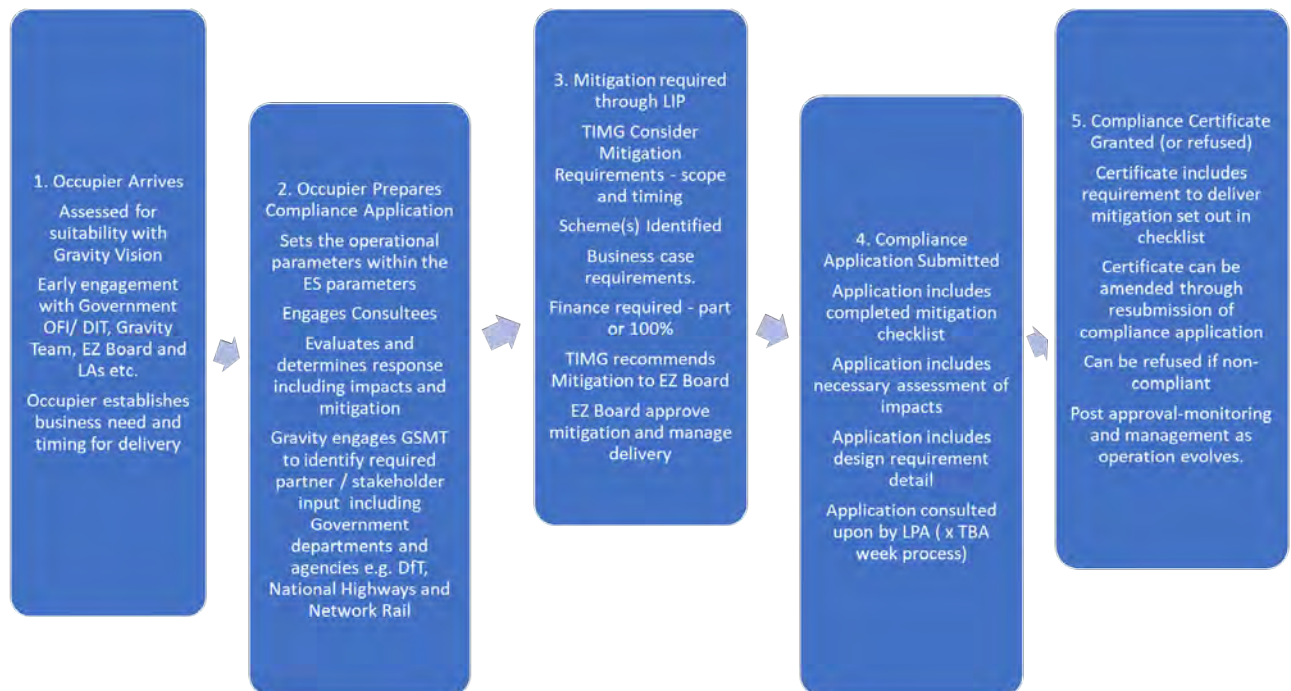 1. Occupier Arrives
Assessed for
suitability with
Gravity Vision
Early engagement
with Government
OFI/ DIT, Gravity
Team, EZ Board and
LAs etc.
Occupier establishes
business need and
timing for delivery
2. Occupier Prepares
Compliance Application
Sets the operational
parameters within the
ES parameters
Engages Consultees
Evaluates and
determines response
including impacts and
mitigation
Gravity engages GSMT
to identify required
partner / stakeholder
input including
Government
departments and
agencies e.g. DfT,
National Highways and
Network Rail
3. Mitigation required
through LIP
TIMG Consider
Mitigation
Requirements - scope
and timing
Scheme(s) Identified
Business case
requirements.
Finance required - part
or 100%
TIMG recommends
Mitigation to EZ Board
EZ Board approve
mitigation and manage
delivery
4. Compliance
Application Submitted
Application includes
completed mitigation
checklist
Application includes
necessary assessment of
impacts
Application includes
design requirement
detail
Application consulted
upon by LPA ( x TBA
week process)
5. Compliance Certificate
Granted (or refused)
Certificate includes
requirement to deliver
mitigation set out in
checklist
Certificate can be
amended through
resubmission of
compliance application
Can be refused if non-
compliant
Post approval-monitoring
and management as
operation evolves.